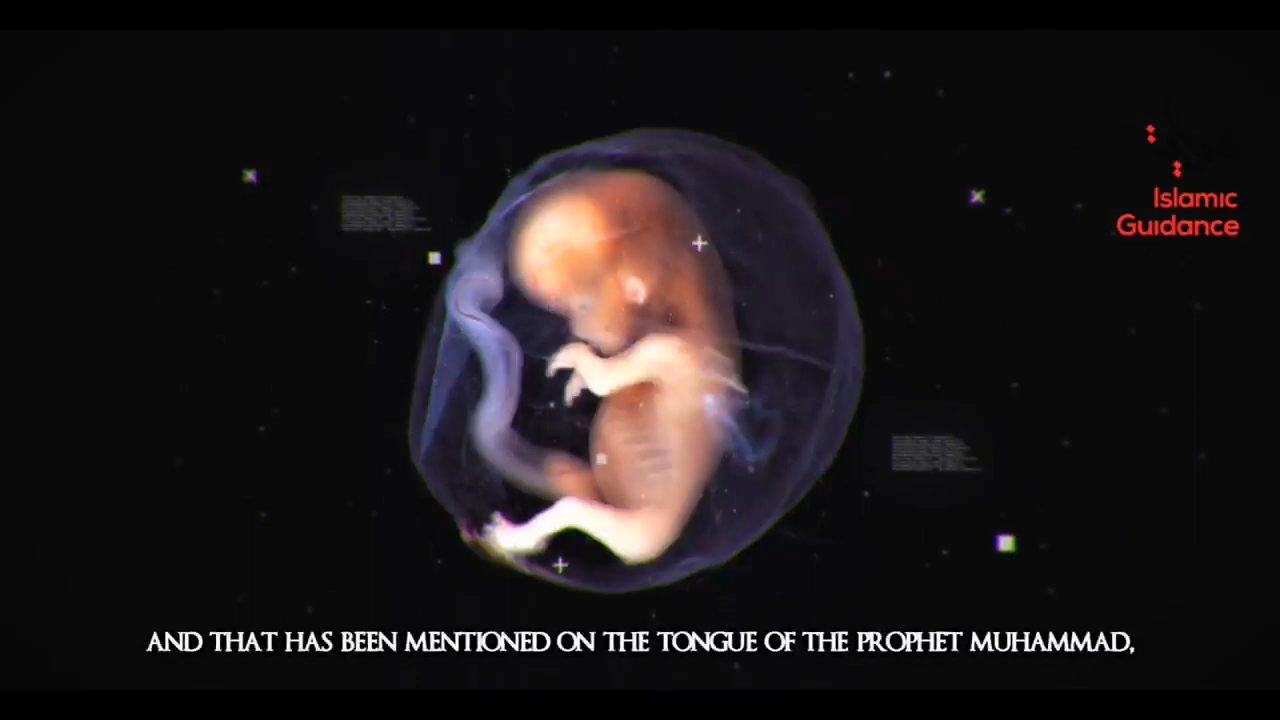 Islamic
Guidance
AND THAT HAS BEEN MENTIONED ON THE TONGUE OF THE PROPHET MUHAMMAD,